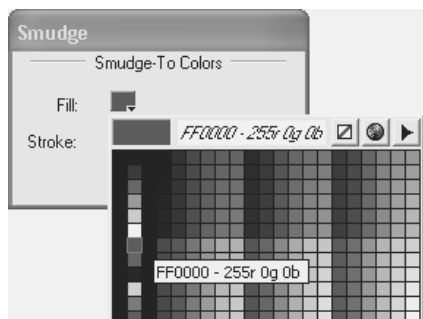 Smudge
Smudge-To Colors
Fill:
FF0000 - 255r 0g 0b
Stroke:
FF0000 - 255r 0g 0b